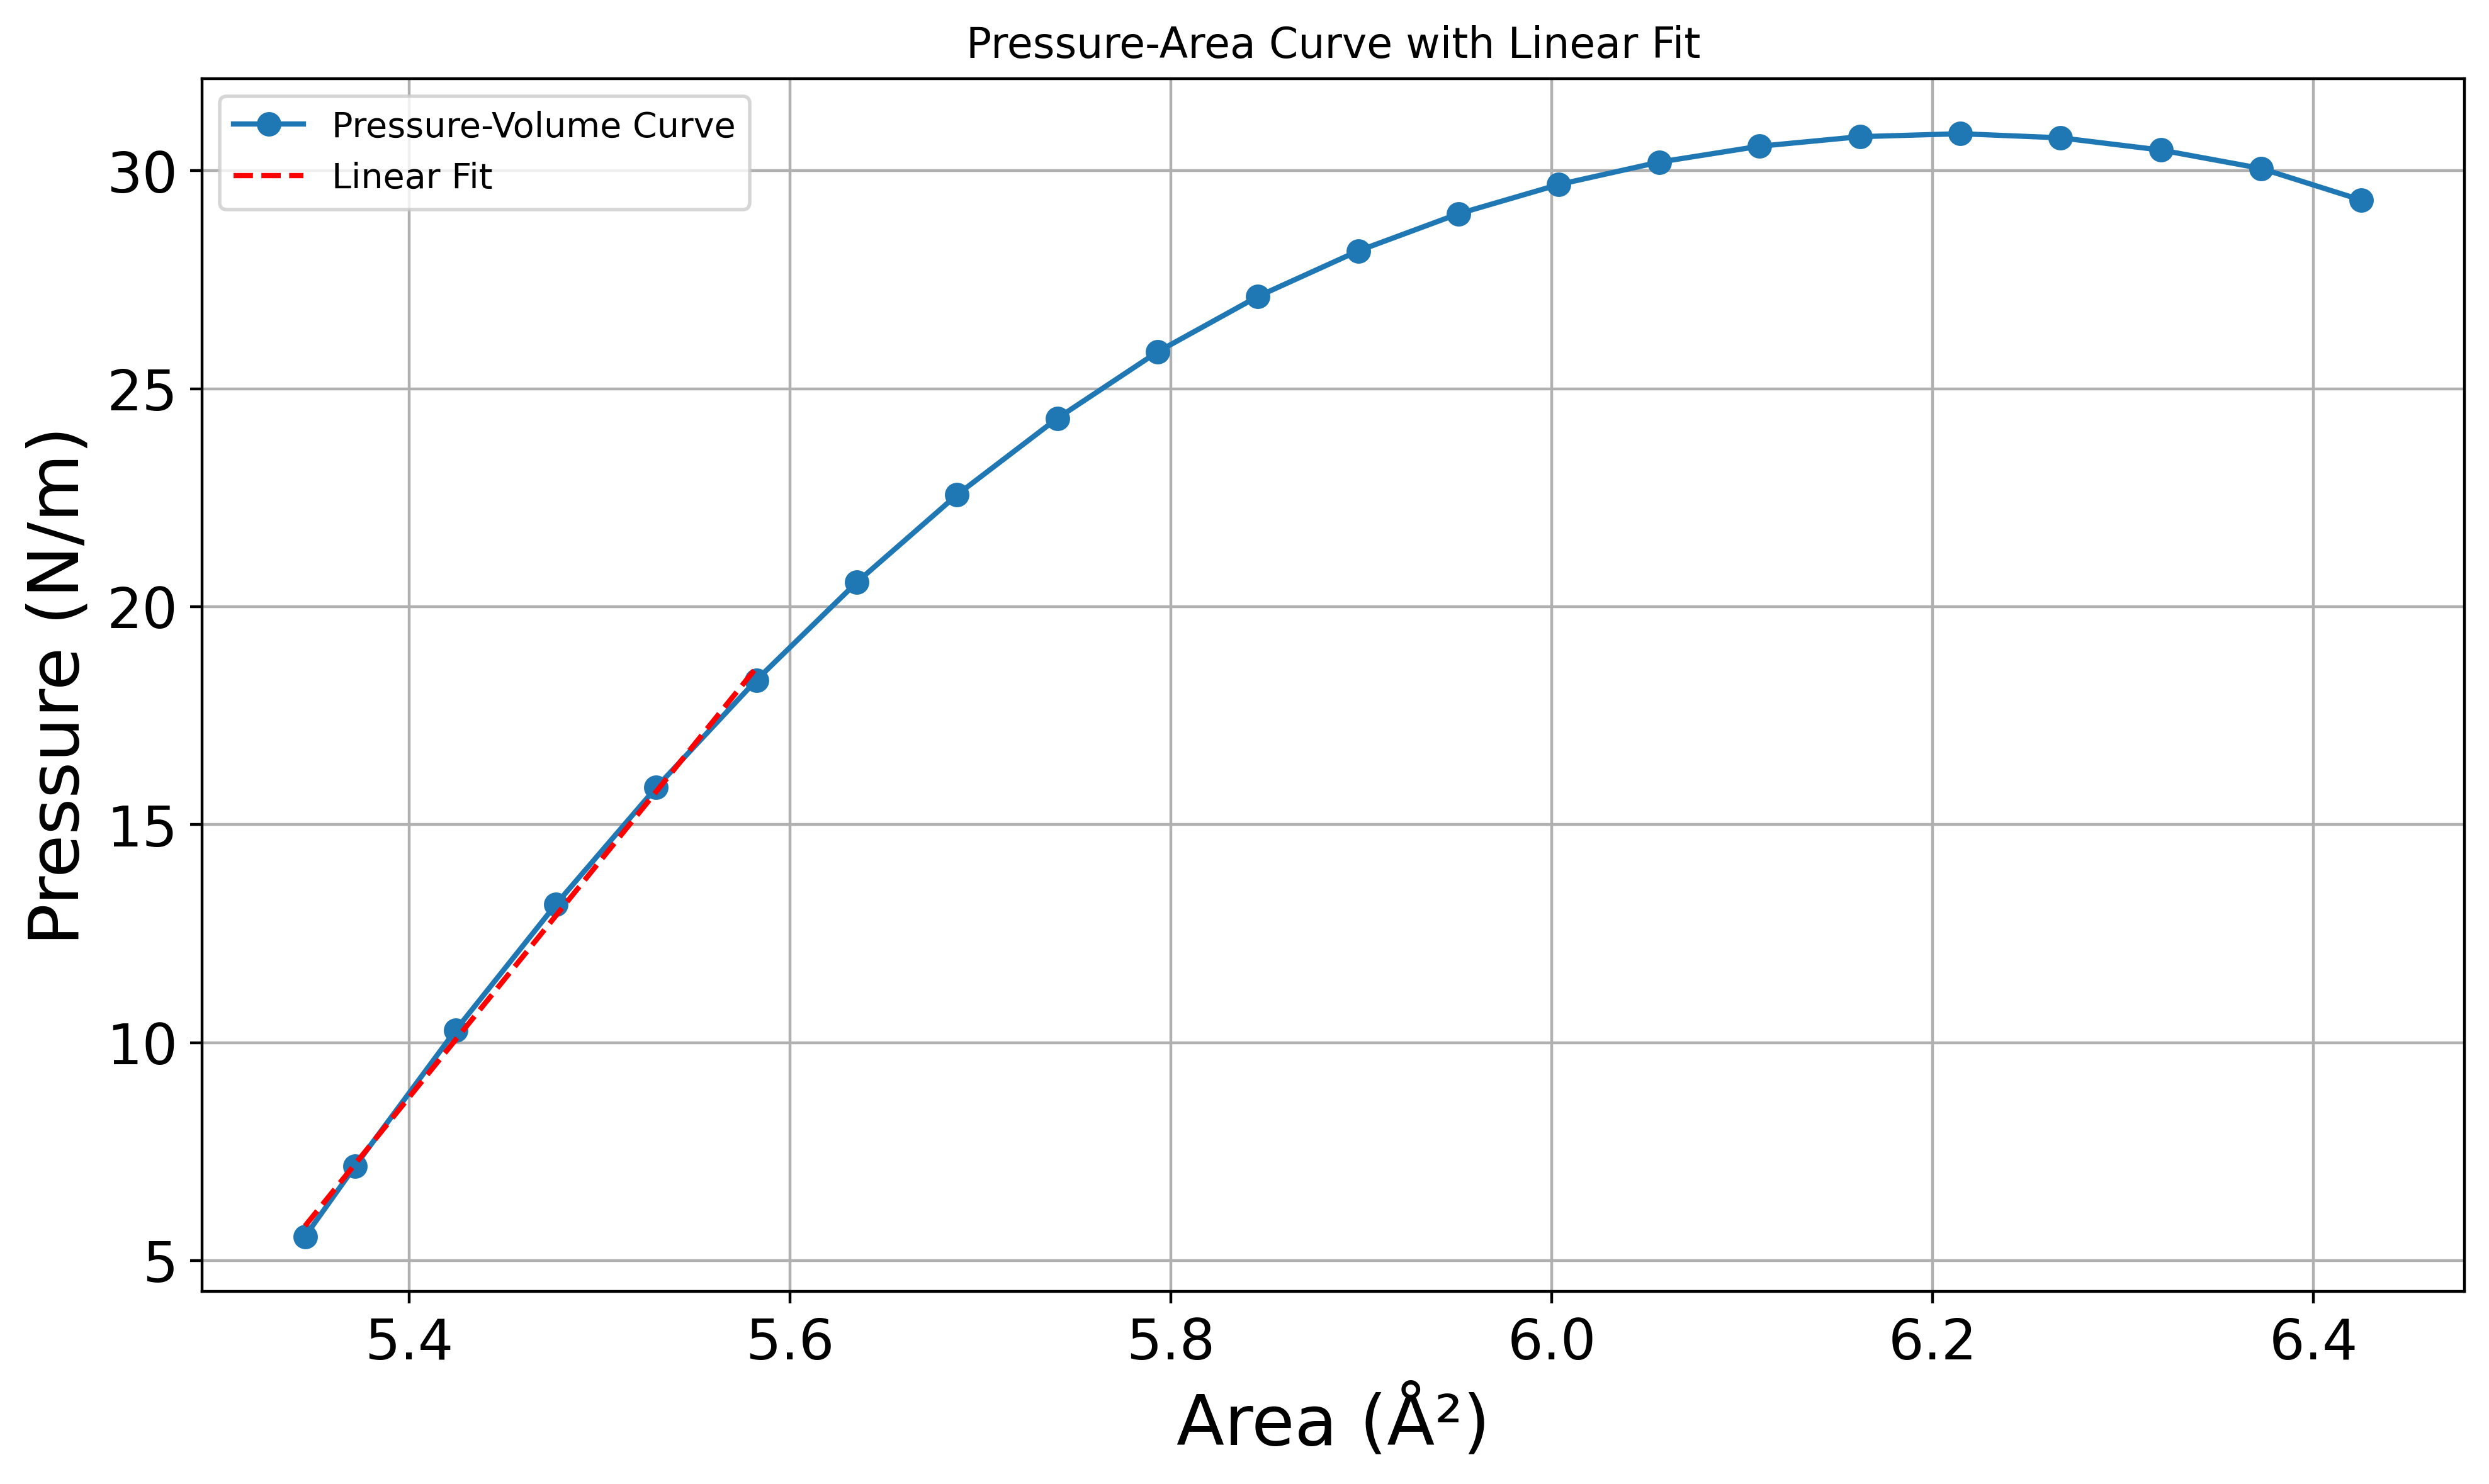 Pressure-Area Curve with Linear Fit
Pressure-Volume Curve
Linear Fit
Pressure (N/m)
30
25
20
15
10
5
5.4
5.6
5.8
6.0
6.2
6.4
Area (Å²)